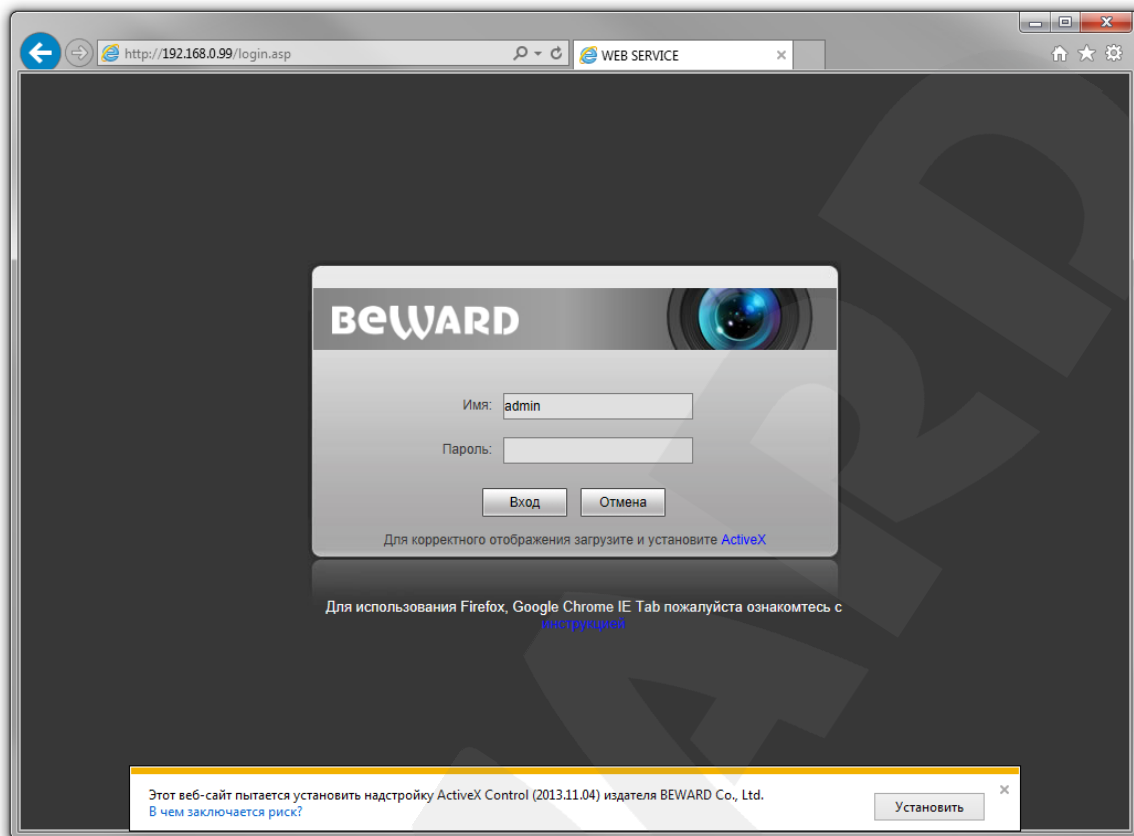 http://192.168.0.99/login.asp
WEB SERVICE
BEWARD
Имя:
admin
Пароль:
Вход
Отмена
Для корректного отображения загрузите и установите ActiveX
Для использования Firefox, Google Chrome IE Tab пожалуйста ознакомтесь с
инструкцией
Этот веб-сайт пытается установить надстройку ActiveX Control (2013.11.04) издателя BEWARD Co., Ltd.
В чем заключается риск?
Установить